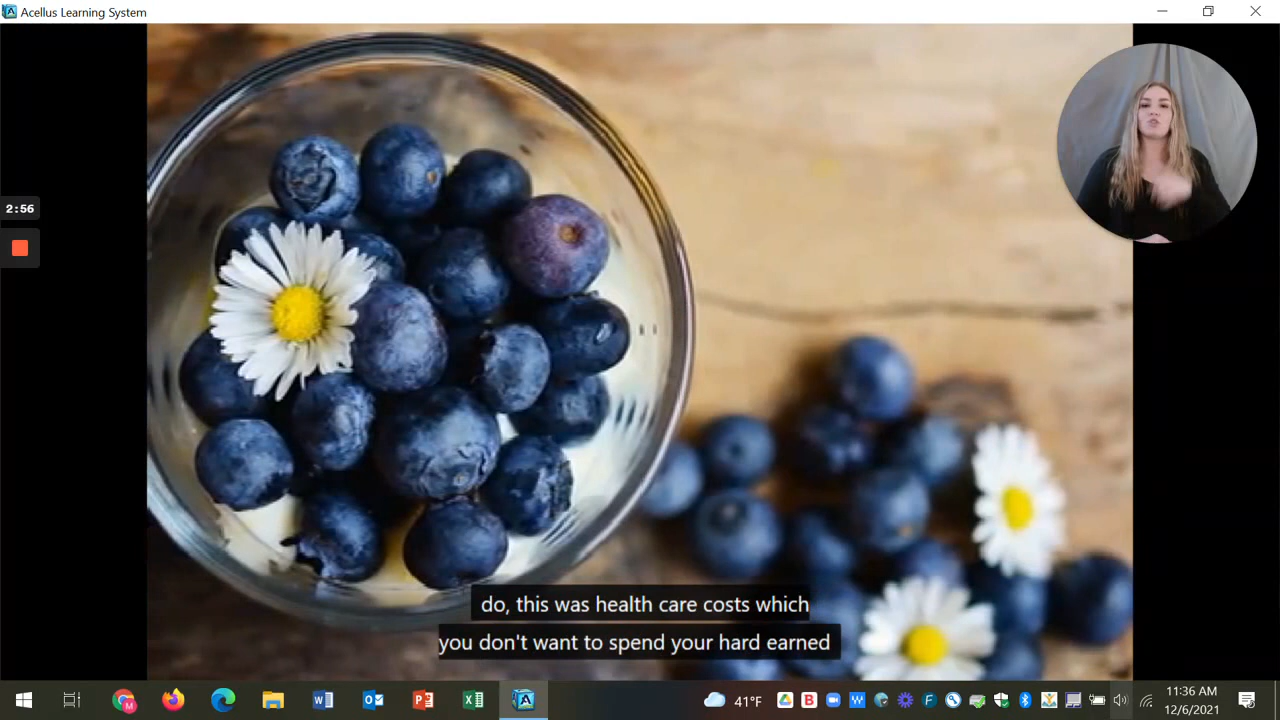 Acellus Learning System
2:56
do, this was health care costs which
you don't want to spend your hard earned
41°F
11:36 AM
12/6/2021